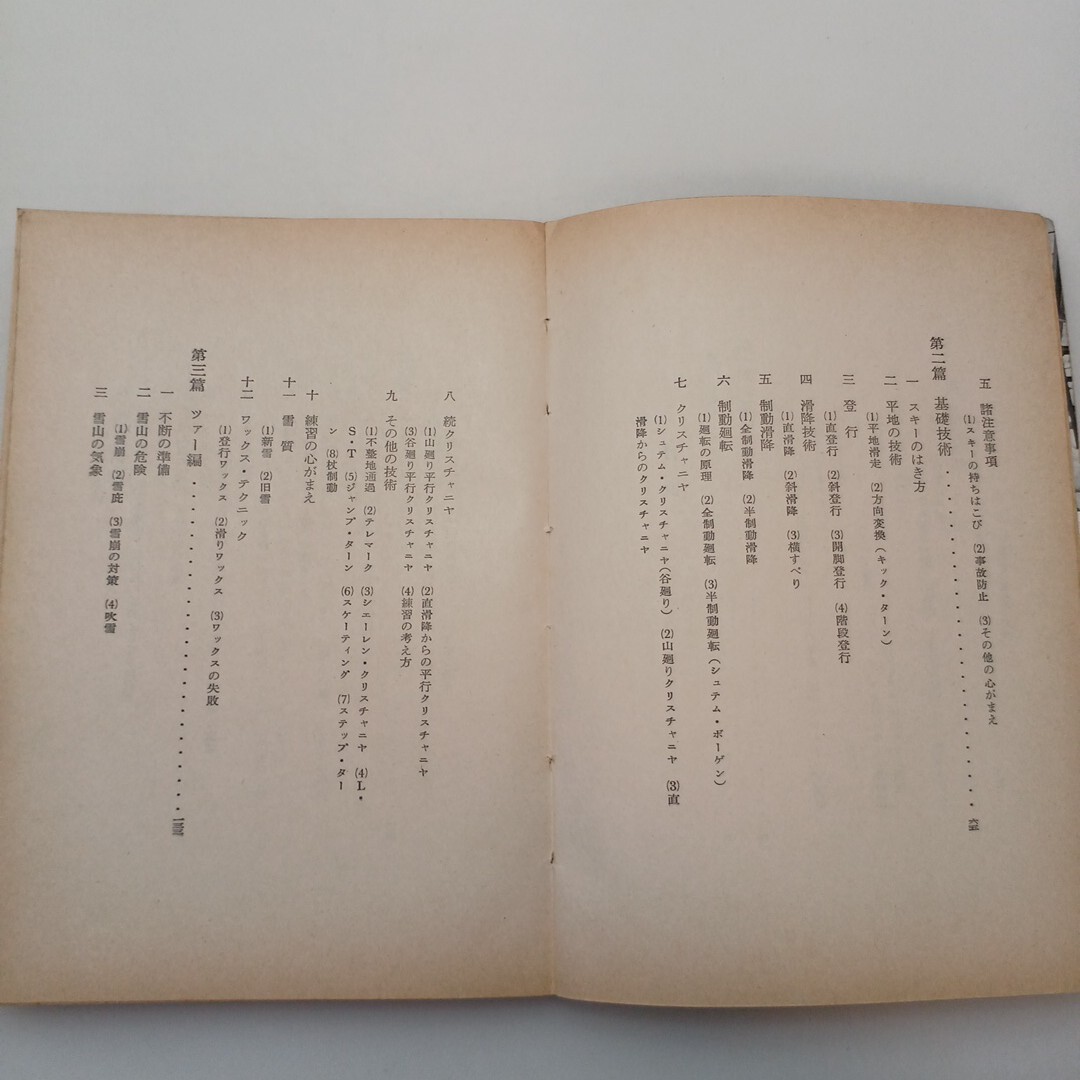 五 諸注意事項
(1)スキーの持ちはこび (2)事故防止 (3)その他の心がまえ
第二篇 基礎技術・・・・・・・・・・・・・・・・・・六五
一 スキーのはき方
二 平地の技術
(1)平地滑走 (2)方向変換(キック・ターン)
三 登行
(1)直登行 (2)斜登行 (3)開脚登行 (4)階段登行
四 滑降技術
(1)直滑降 (2)斜滑降 (3)横すべり
五 制動滑降
(1)全制動滑降 (2)半制動滑降
六 制動廻転
(1)廻転の原理 (2)全制動廻転 (3)半制動廻転(シュテム・ボーゲン)
七 クリスチャニヤ
(1)シュテム・クリスチャニヤ(谷廻り) (2)山廻りクリスチャニヤ (3)直
滑降からのクリスチャニヤ
八 続クリスチャニヤ
(1)山廻り平行クリスチャニヤ (2)直滑降からの平行クリスチャニヤ
(3)谷廻り平行クリスチャニヤ (4)練習の考え方
九 その他の技術
(1)不整地通過 (2)テレマーク (3)シェーレン・クリスチャニヤ (4)L・
S・T (5)ジャンプ・ターン (6)スケーティング (7)ステップ・ター
ン (8)杖制動
十 練習の心がまえ
十一 雪質
(1)新雪 (2)旧雪
十二 ワックス・テクニック
(1)登行ワックス (2)滑りワックス (3)ワックスの失敗
第三篇 ツァー編・・・・・・・・・・・・・・・・・・・・
一 不断の準備
二 雪山の危険
(1)雪崩 (2)雪庇 (3)雪崩の対策 (4)吹雪
三 雪山の気象